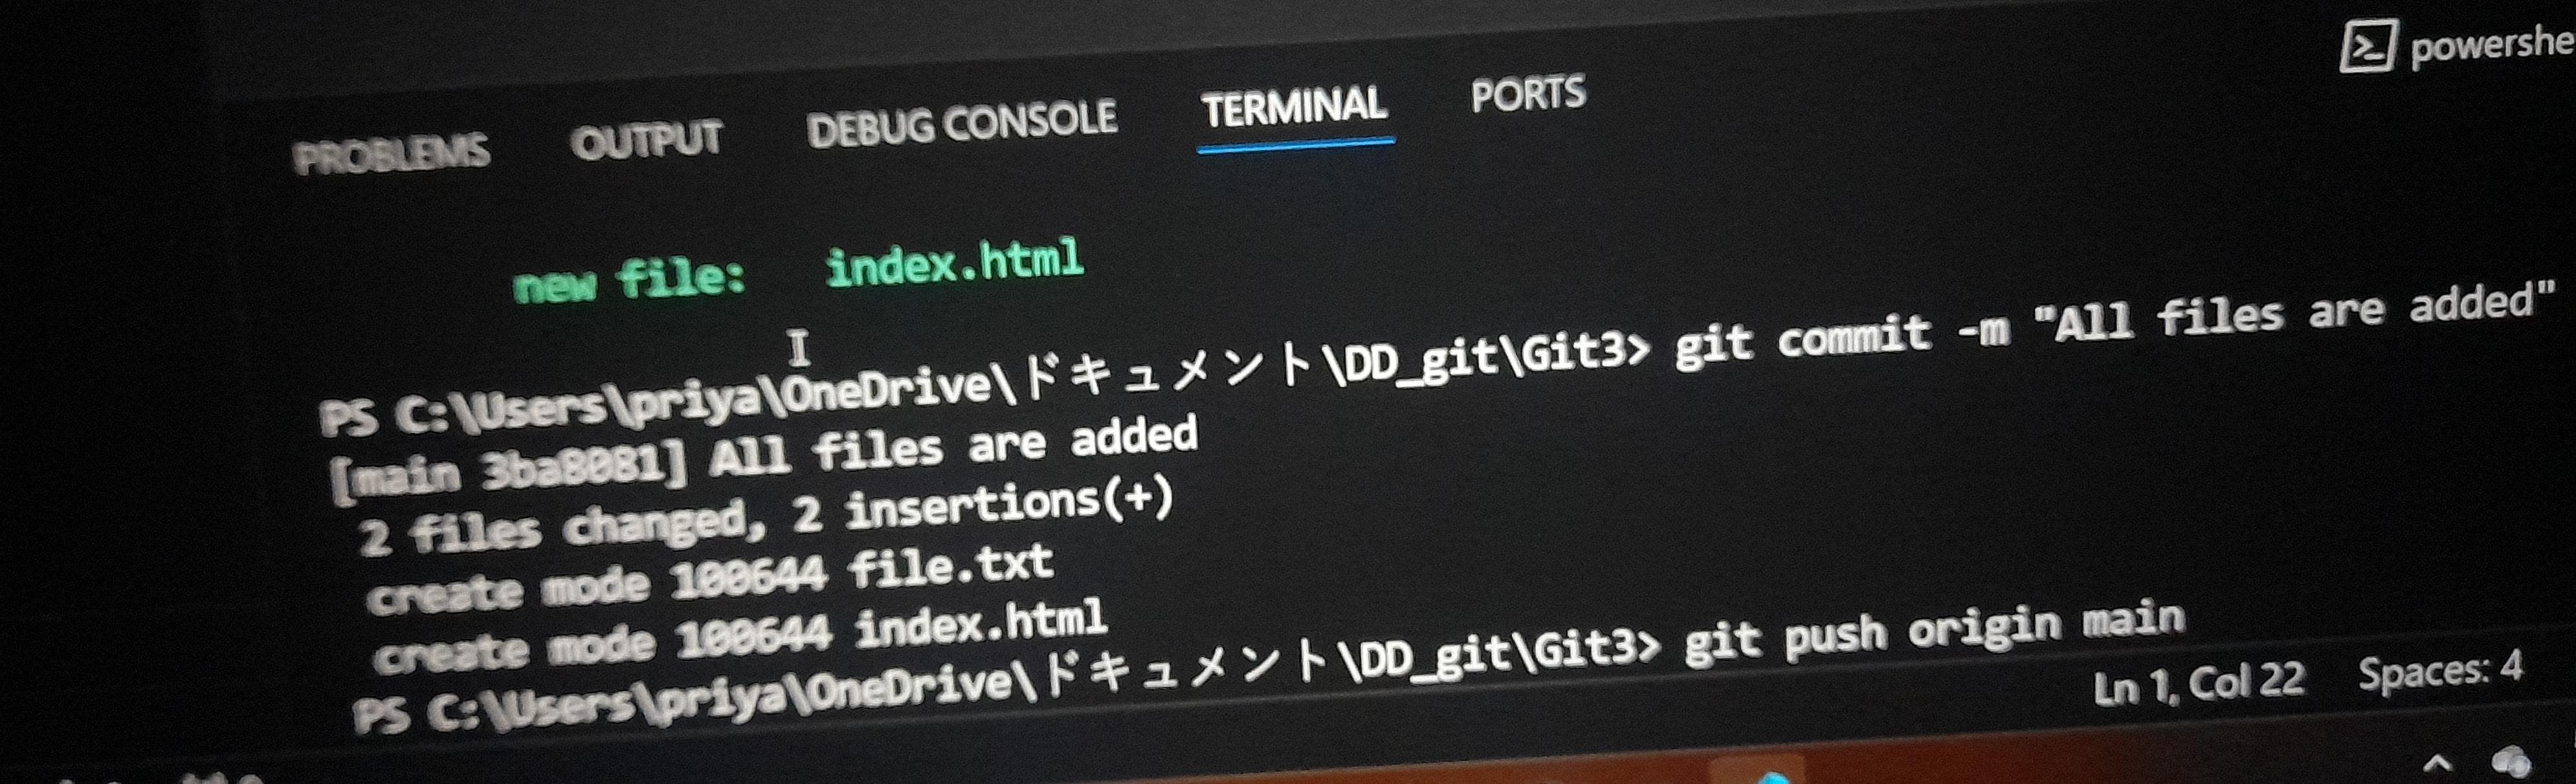 powershe
PROBLEMS OUTPUT DEBUG CONSOLE TERMINAL PORTS
new file: index.html
PS C:\Users\priya\OneDrive\ドキュメント\DD_git\Git3> git commit -m "All files are added"
[main 3ba8081] All files are added
2 files changed, 2 insertions(+)
create mode 100644 file.txt
create mode 100644 index.html
PS C:\Users\priya\OneDrive\ドキュメント\DD_git\Git3> git push origin main
Ln 1, Col 22 Spaces: 4